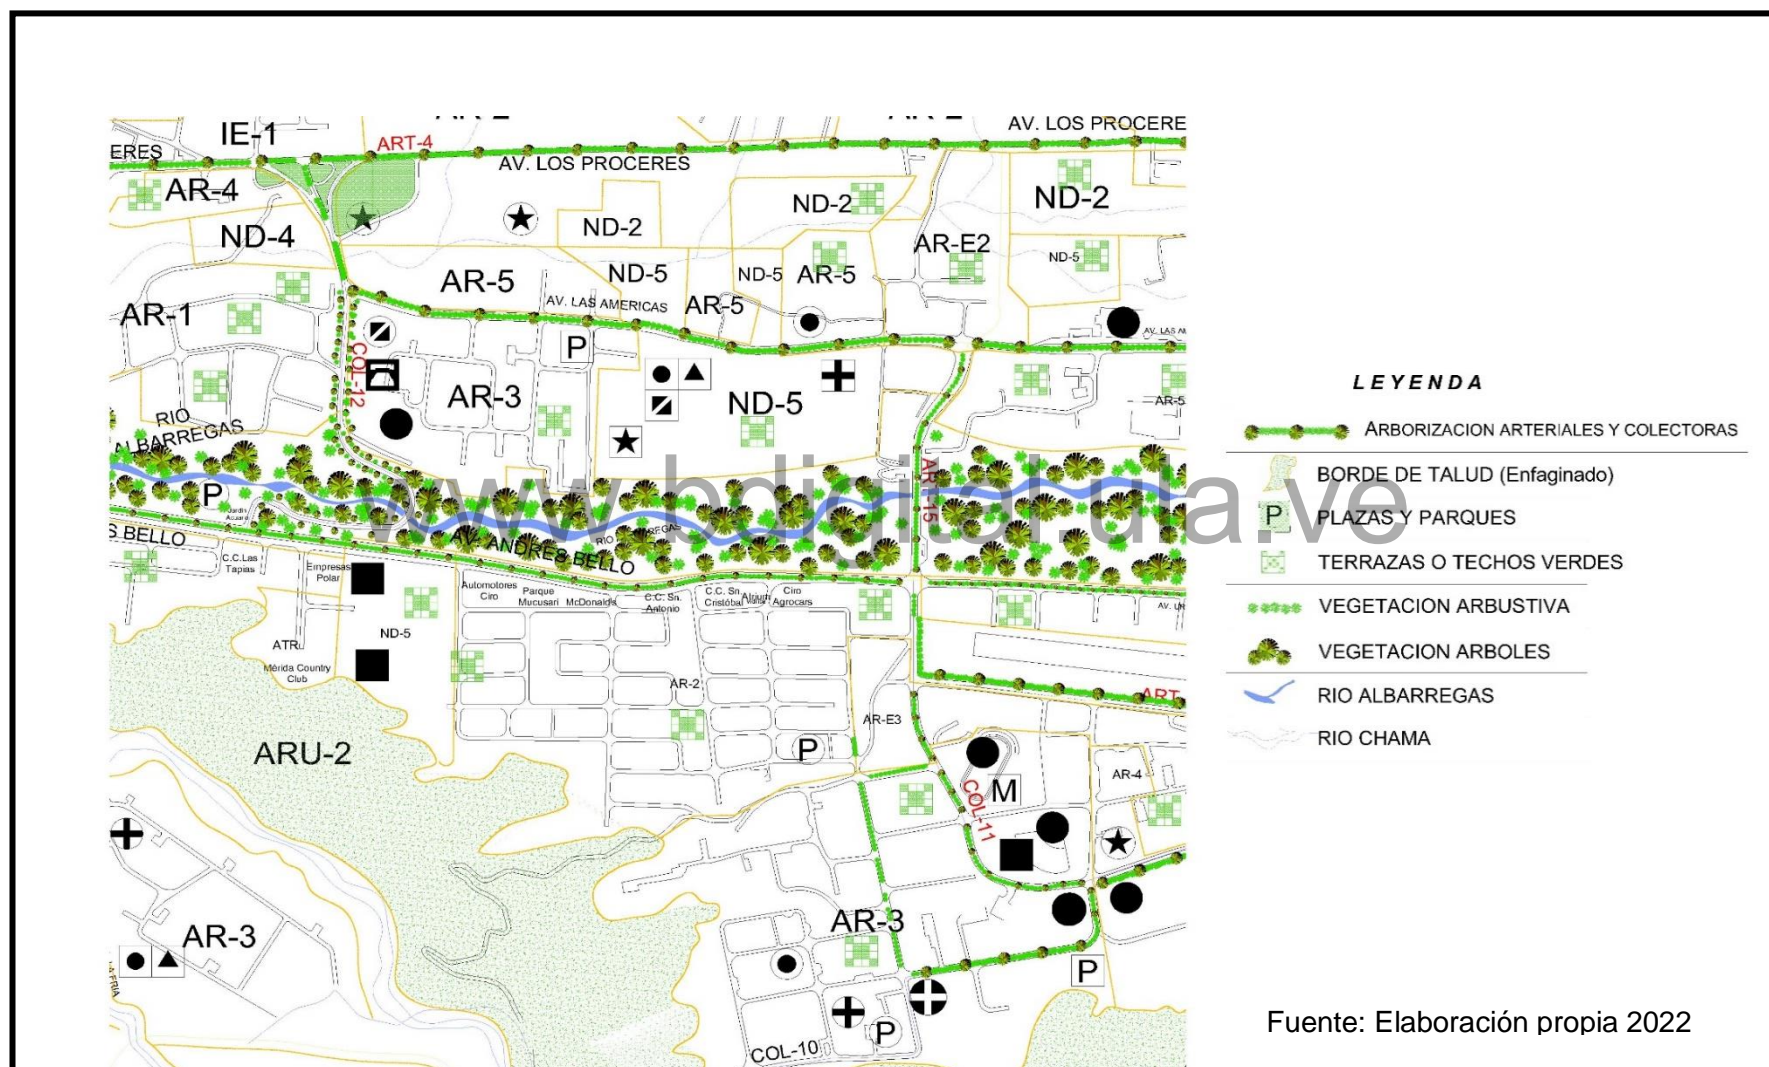 IE-1
ART-4
AV. LOS PROCERE
ERES
AV. LOS PROCERES
AR-4
ND-2
ND-2
ND-2
ND-4
AR-E2
ND-5
AR-5
ND-5
ND-5
AR-5
AR-1
AV. LAS AMERICAS
AR-5
P
COL-12
AR-3
ND-5
AR-5
RIO
ALBARREGAS
P
www.bdigital.ula.ve
AR-15
S BELLO
AV. ANDRES BELLO
C.C.Las
Tapias
Empresas
Polar
Automotores
Ciro
Parque
Mucusari
McDonald's
C.C. Sn.
Antonio
C.C. Sn.
Cristóbal
Atrium
Ciro
Agrocars
ND-5
ATR
Mérida Country
Club
AR-2
ART
AR-E3
ARU-2
P
M
AR-4
COL-11
AR-3
AR-3
P
P
COL-10
LEYENDA
ARBORIZACION ARTERIALES Y COLECTORAS
BORDE DE TALUD (Enfaginado)
P PLAZAS Y PARQUES
TERRAZAS O TECHOS VERDES
VEGETACION ARBUSTIVA
VEGETACION ARBOLES
RIO ALBARREGAS
RIO CHAMA
Fuente: Elaboración propia 2022